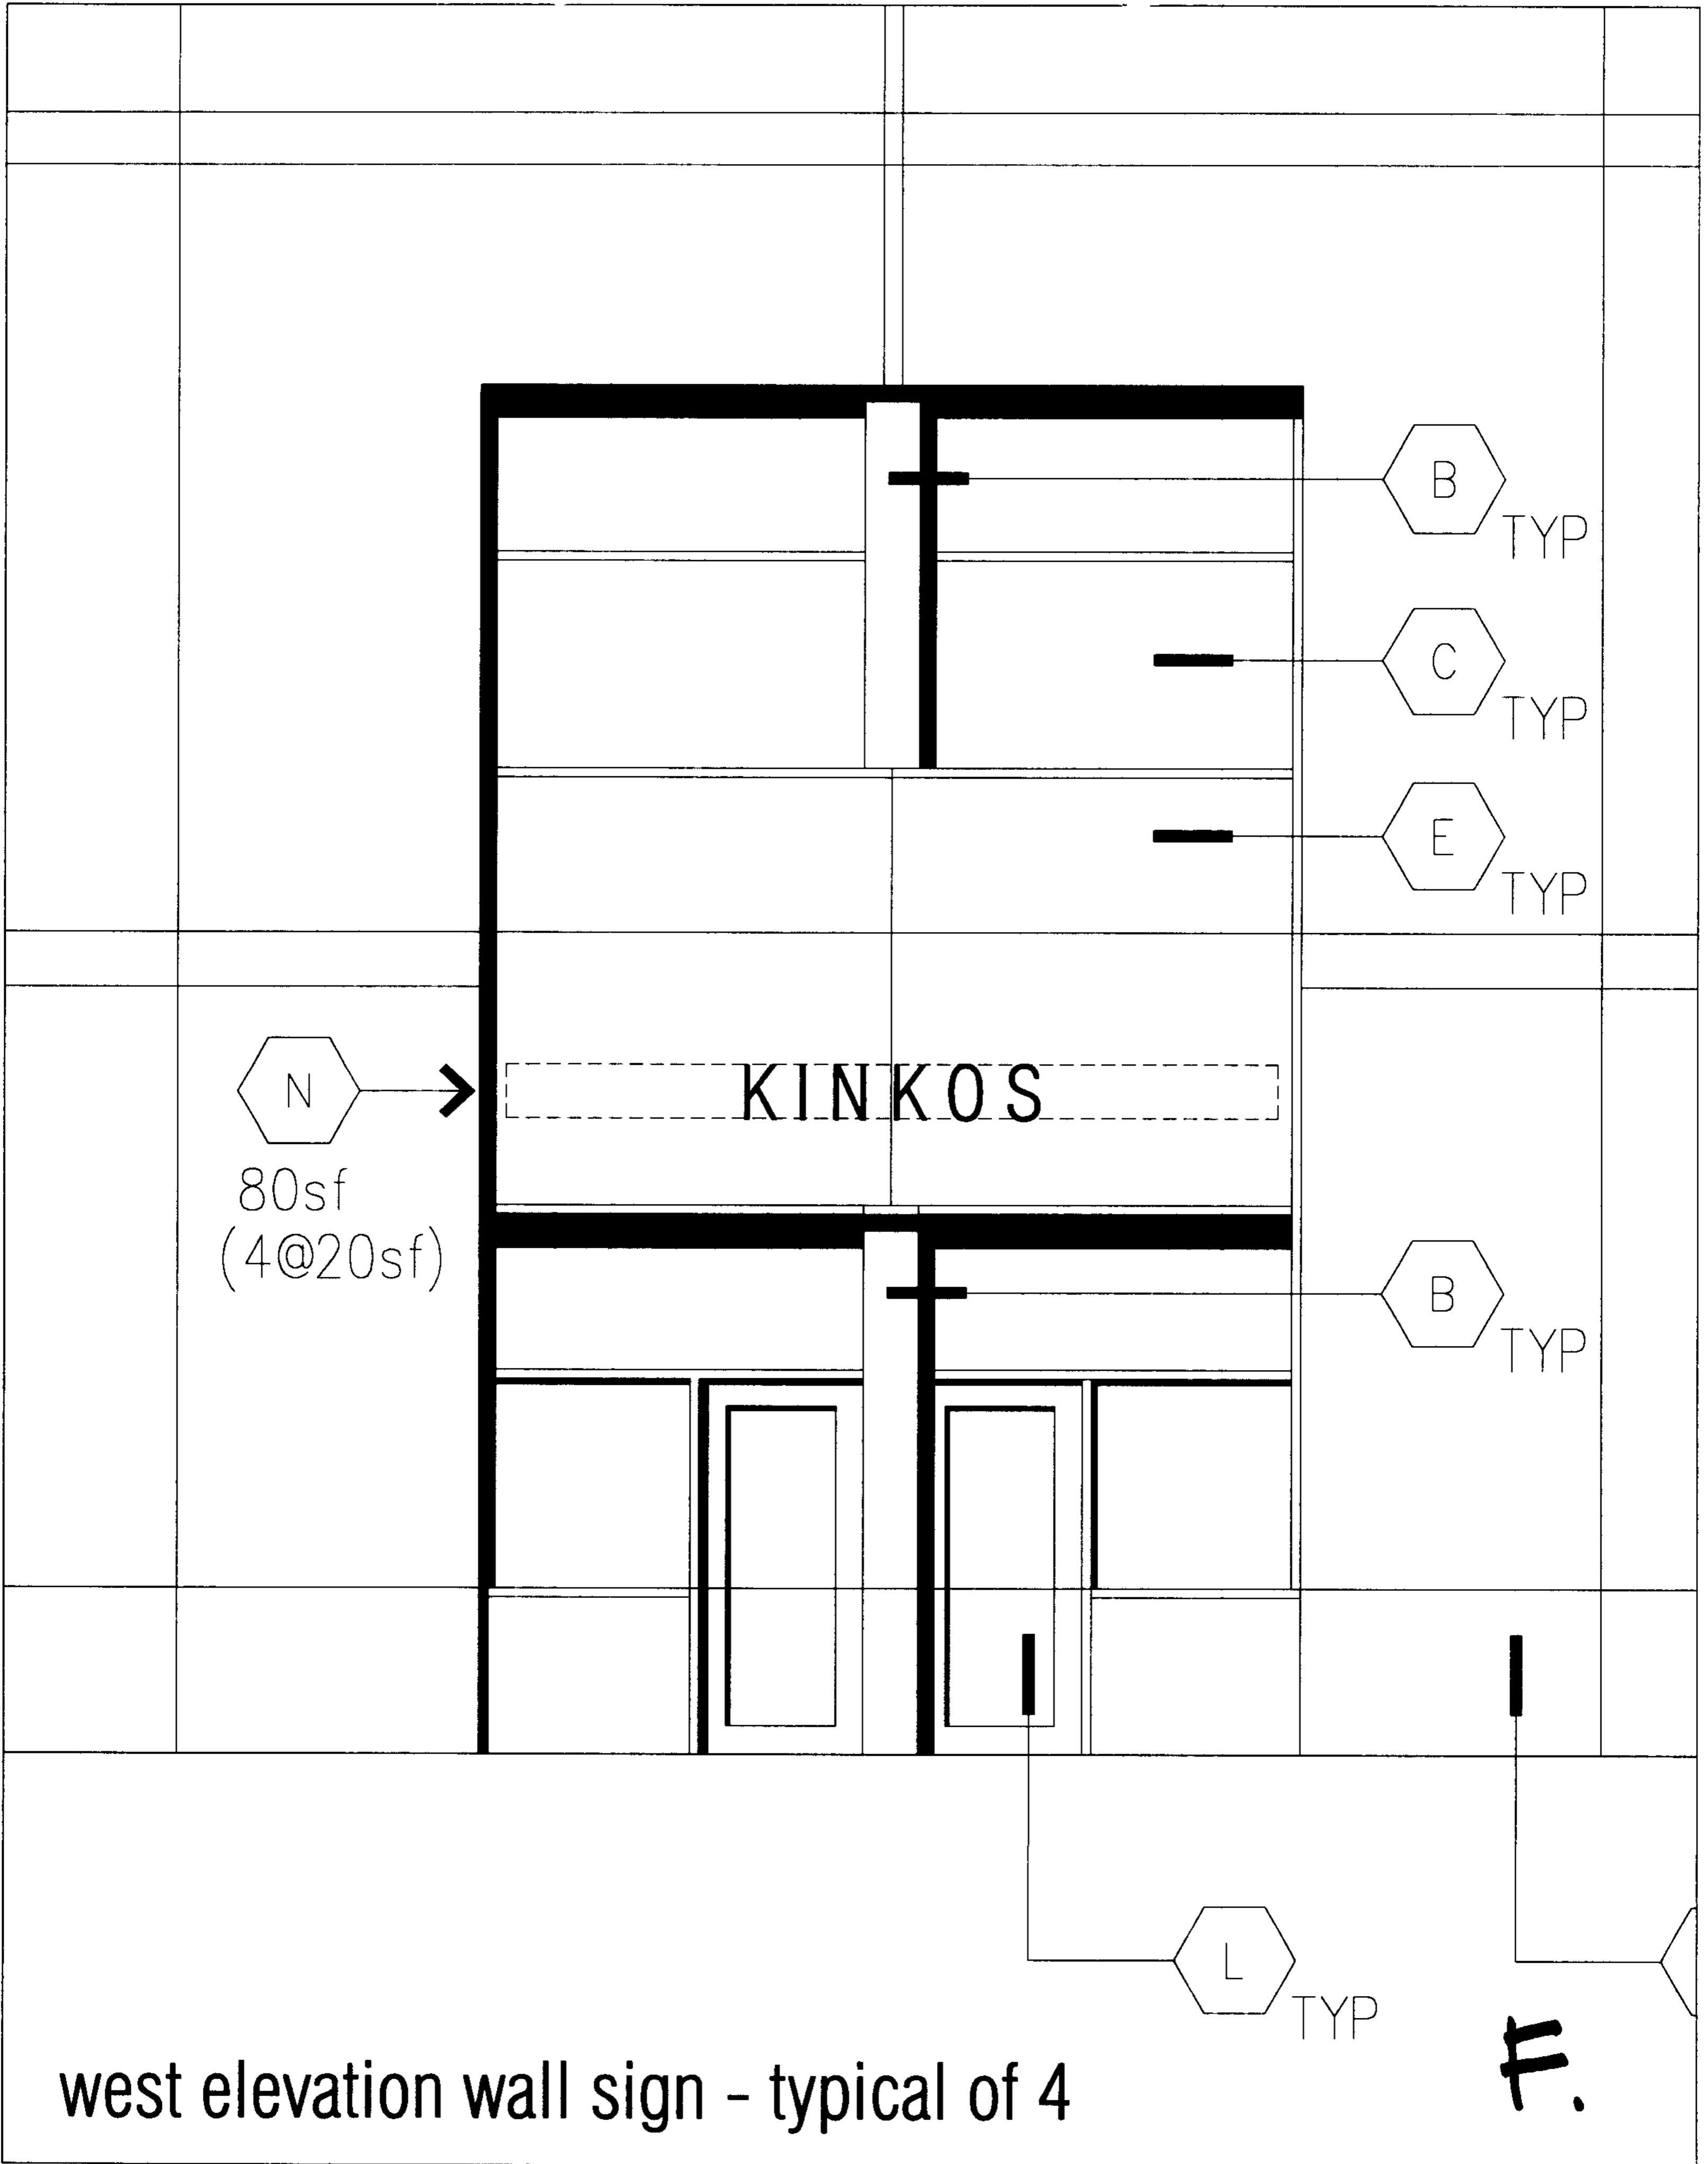 B
TYP
C
TYP
E
TYP
N
KINKOS
80sf
(4@20sf)
B
TYP
L
TYP
F.
west elevation wall sign - typical of 4